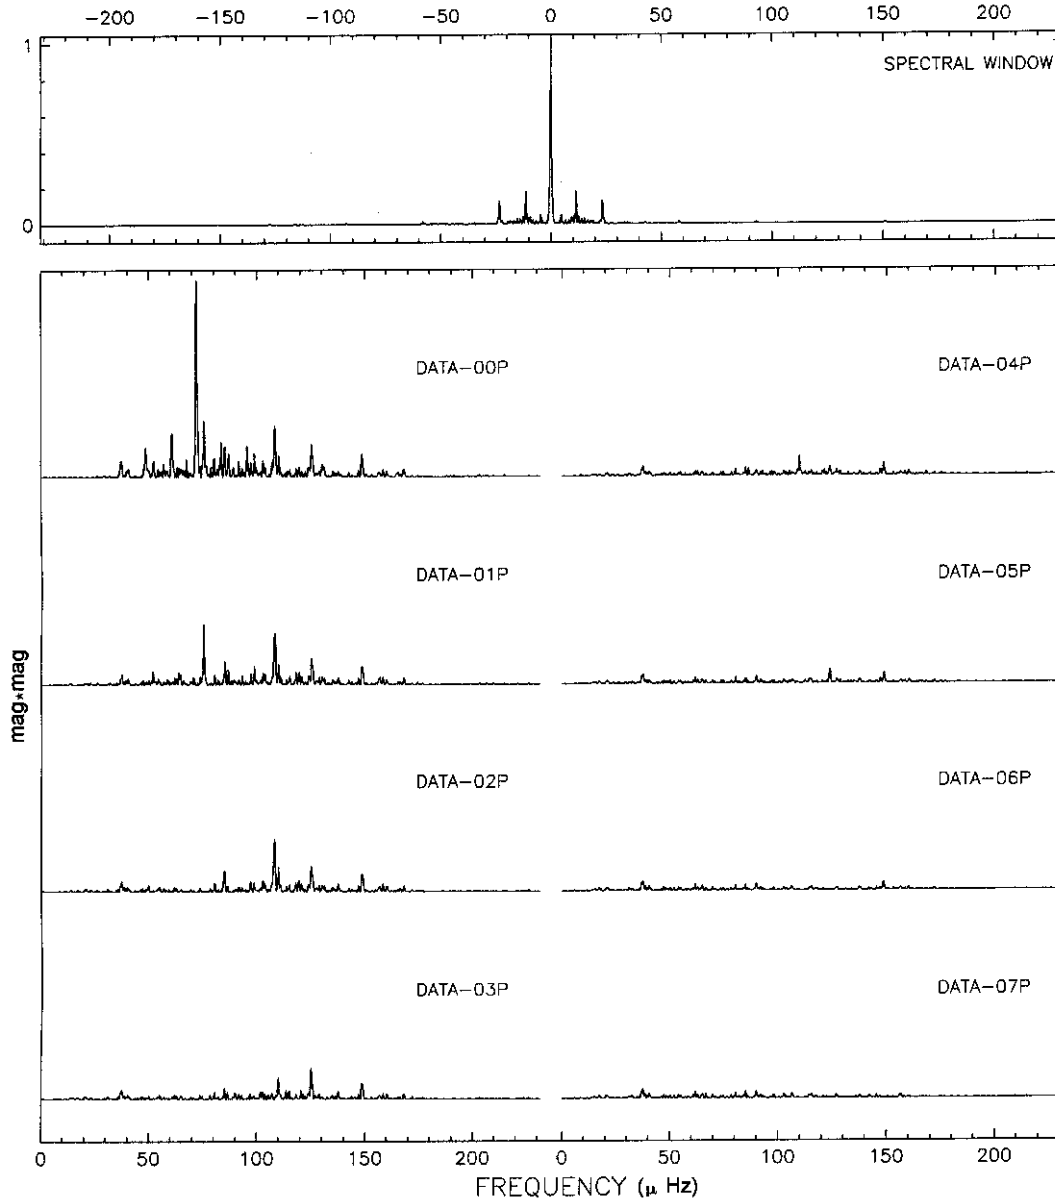 −200 −150 −100 −50 0 50 100 150 200
1
SPECTRAL WINDOW
0
DATA−00P
DATA−04P
DATA−01P
DATA−05P
mag*mag
DATA−02P
DATA−06P
DATA−03P
DATA−07P
0 50 100 150 200 0 50 100 150 200
FREQUENCY (μ Hz)